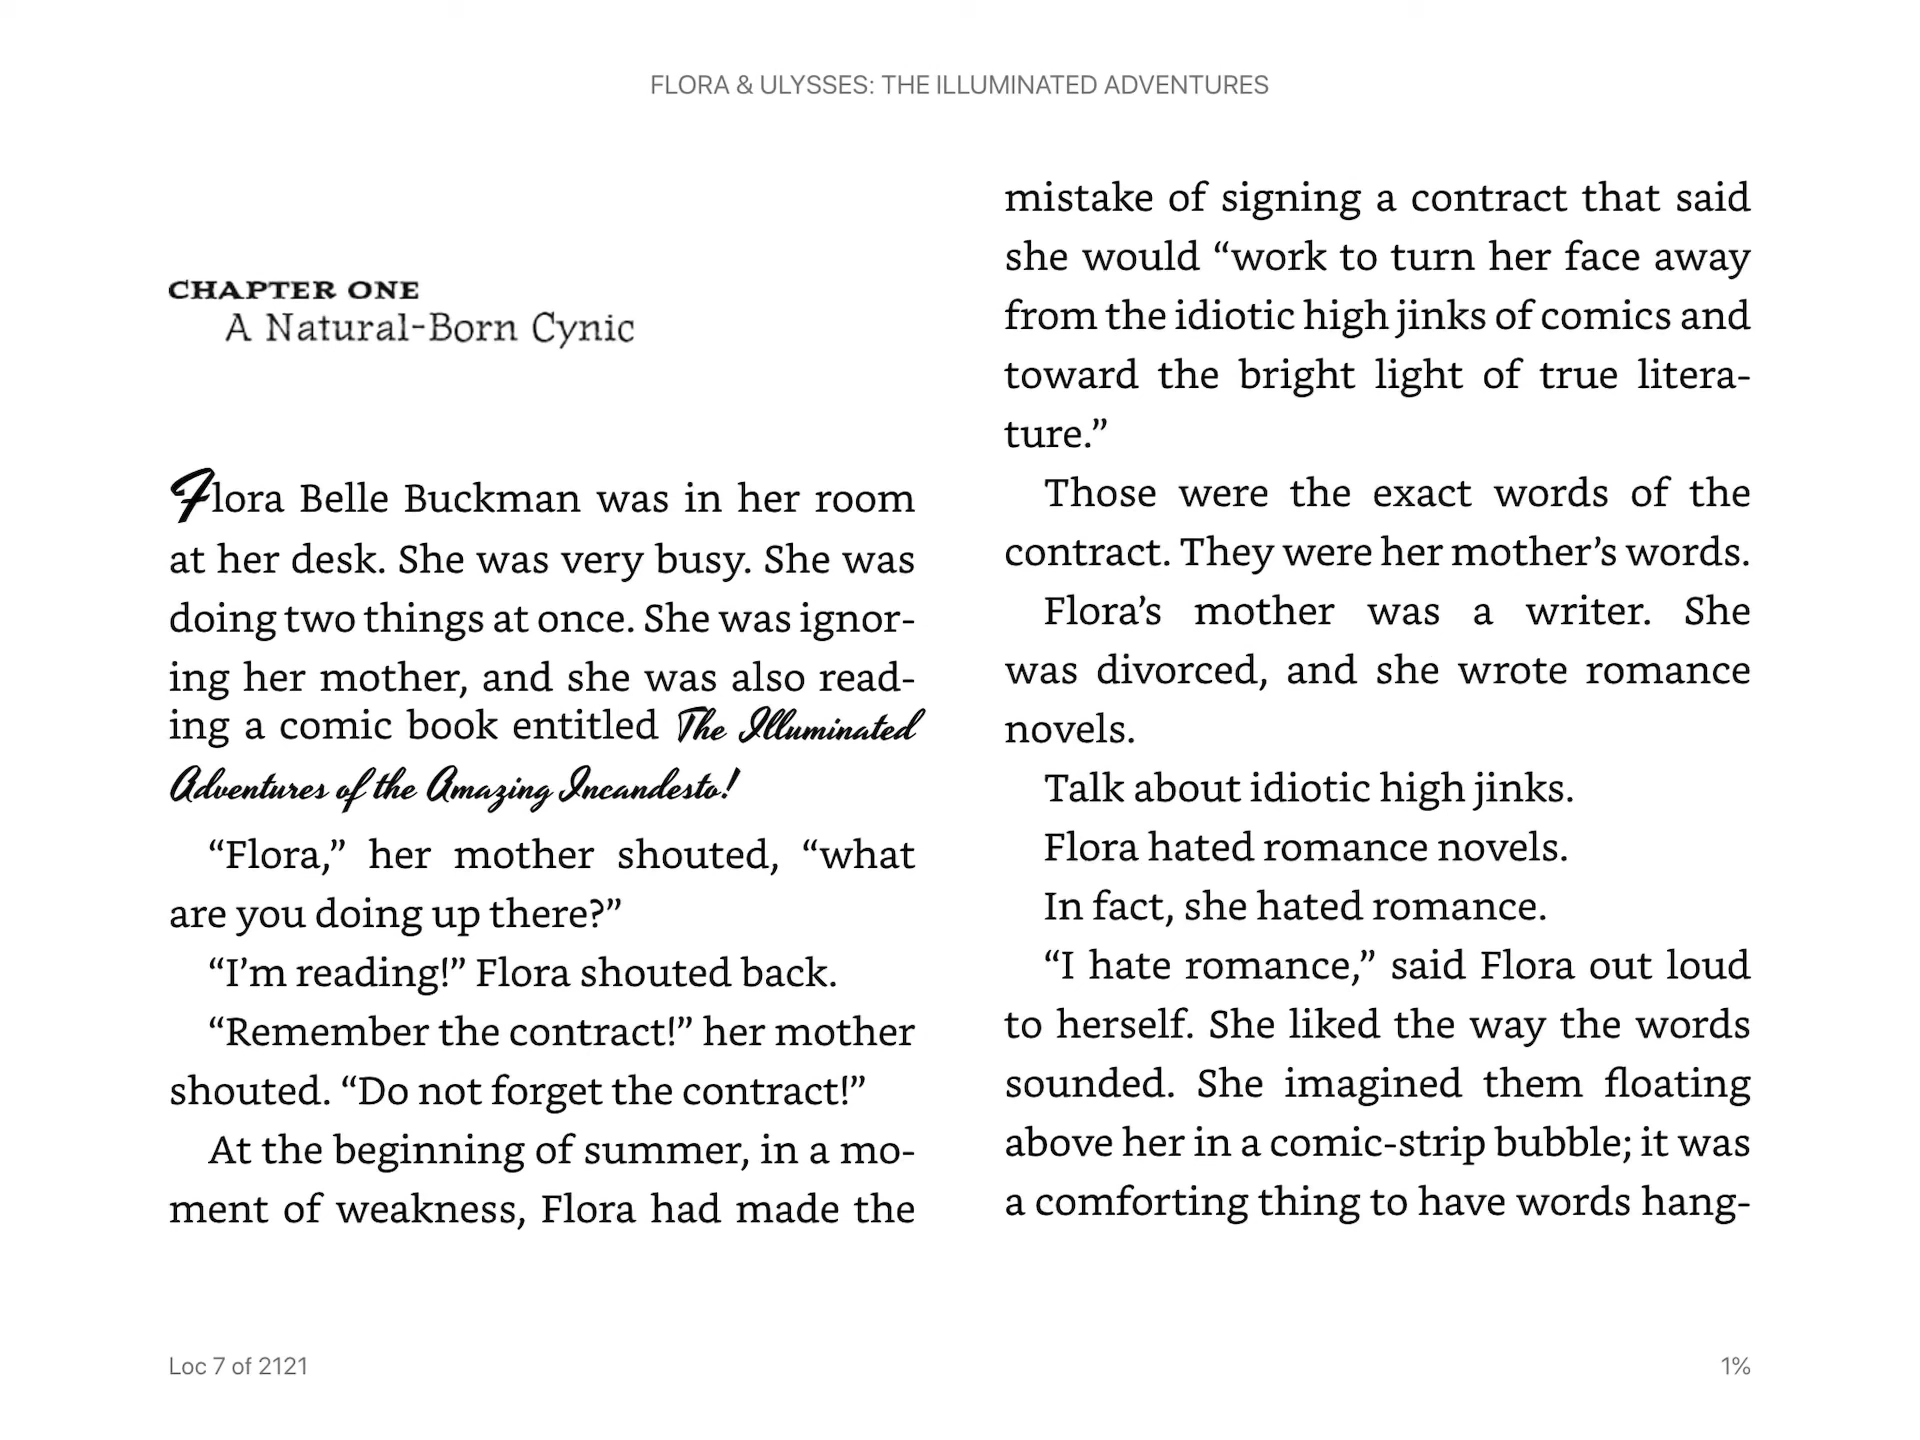 FLORA & ULYSSES: THE ILLUMINATED ADVENTURES
CHAPTER ONE
A Natural-Born Cynic
Flora Belle Buckman was in her room
at her desk. She was very busy. She was
doing two things at once. She was ignor-
ing her mother, and she was also read-
ing a comic book entitled The Illuminated
Adventures of the Amazing Incandesto!
“Flora,” her mother shouted, “what
are you doing up there?”
“I’m reading!” Flora shouted back.
“Remember the contract!” her mother
shouted. “Do not forget the contract!”
At the beginning of summer, in a mo-
ment of weakness, Flora had made the
mistake of signing a contract that said
she would “work to turn her face away
from the idiotic high jinks of comics and
toward the bright light of true litera-
ture.”
Those were the exact words of the
contract. They were her mother’s words.
Flora’s mother was a writer. She
was divorced, and she wrote romance
novels.
Talk about idiotic high jinks.
Flora hated romance novels.
In fact, she hated romance.
“I hate romance,” said Flora out loud
to herself. She liked the way the words
sounded. She imagined them floating
above her in a comic-strip bubble; it was
a comforting thing to have words hang-
Loc 7 of 2121
1%